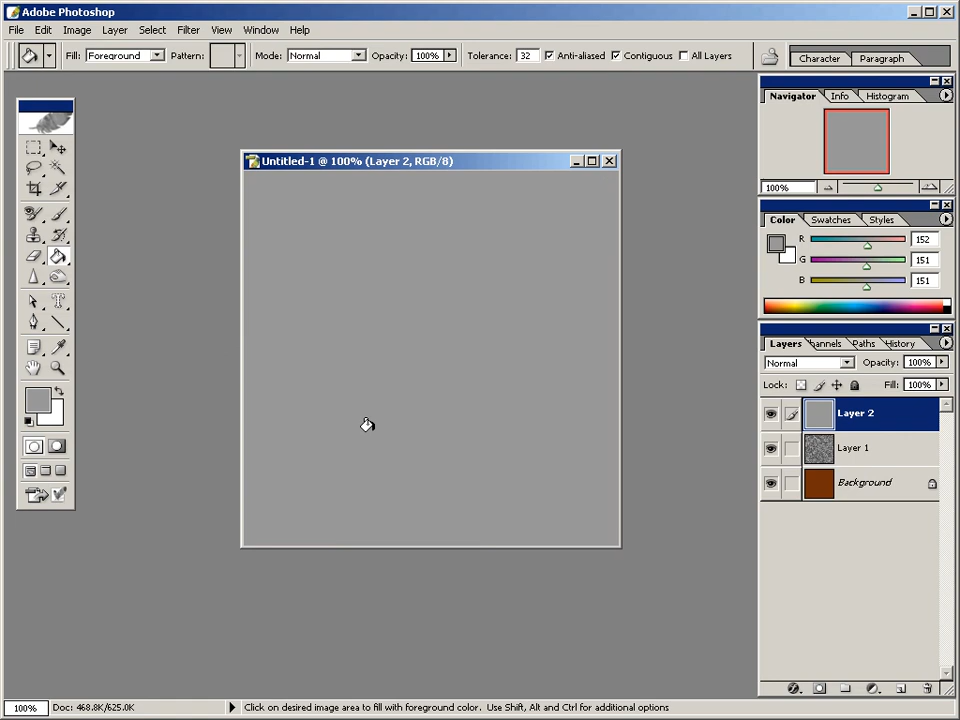 Adobe Photoshop
File Edit Image Layer Select Filter View Window Help
Fill: Foreground Pattern: Mode: Normal Opacity: 100% Tolerance: 32 Anti-aliased Contiguous All Layers Character Paragraph
Navigator Info Histogram
100%
Untitled-1 @ 100% (Layer 2, RGB/8)
Color Swatches Styles
R 152
G 151
B 151
Layers hannels Paths History
Normal Opacity: 100%
Lock: Fill: 100%
Layer 2
Layer 1
Background
100% Doc: 468.8K/625.0K Click on desired image area to fill with foreground color. Use Shift, Alt and Ctrl for additional options